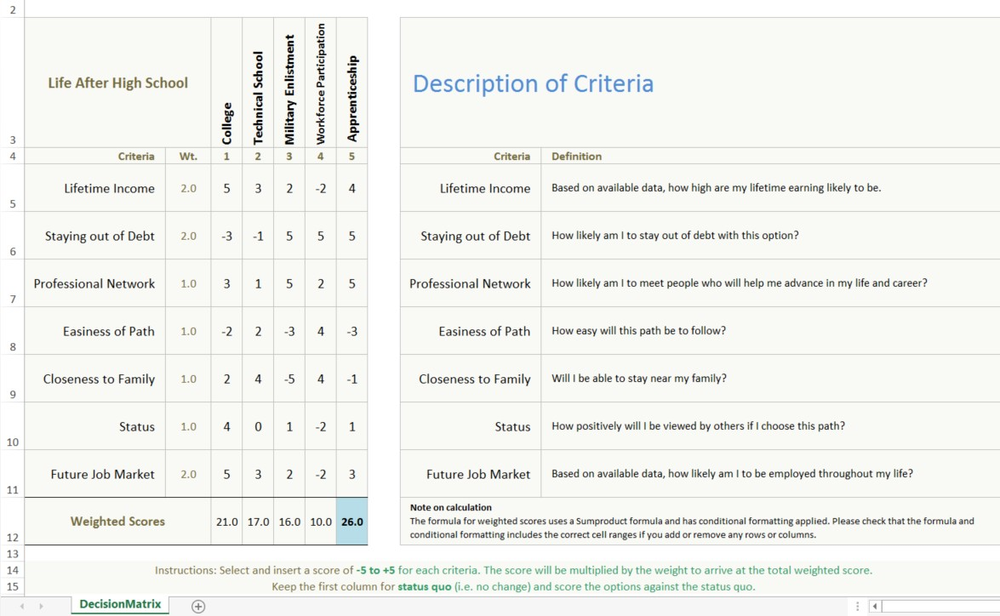 2
Life After High School College Technical School Military Enlistment Workforce Participation Apprenticeship Description of Criteria
3
4 Criteria Wt. 1 2 3 4 5 Criteria Definition
Lifetime Income 2.0 5 3 2 -2 4 Lifetime Income Based on available data, how high are my lifetime earning likely to be.
5
Staying out of Debt 2.0 -3 -1 5 5 5 Staying out of Debt How likely am I to stay out of debt with this option?
6
Professional Network 1.0 3 1 5 2 5 Professional Network How likely am I to meet people who will help me advance in my life and career?
7
Easiness of Path 1.0 -2 2 -3 4 -3 Easiness of Path How easy will this path be to follow?
8
Closeness to Family 1.0 2 4 -5 4 -1 Closeness to Family Will I be able to stay near my family?
9
Status 1.0 4 0 1 -2 1 Status How positively will I be viewed by others if I choose this path?
10
Future Job Market 2.0 5 3 2 -2 3 Future Job Market Based on available data, how likely am I to be employed throughout my life?
11
Weighted Scores 21.0 17.0 16.0 10.0 26.0
Note on calculation
The formula for weighted scores uses a Sumproduct formula and has conditional formatting applied. Please check that the formula and
conditional formatting includes the correct cell ranges if you add or remove any rows or columns.
12
13
14 Instructions: Select and insert a score of -5 to +5 for each criteria. The score will be multiplied by the weight to arrive at the total weighted score.
15 Keep the first column for status quo (i.e. no change) and score the options against the status quo.
DecisionMatrix